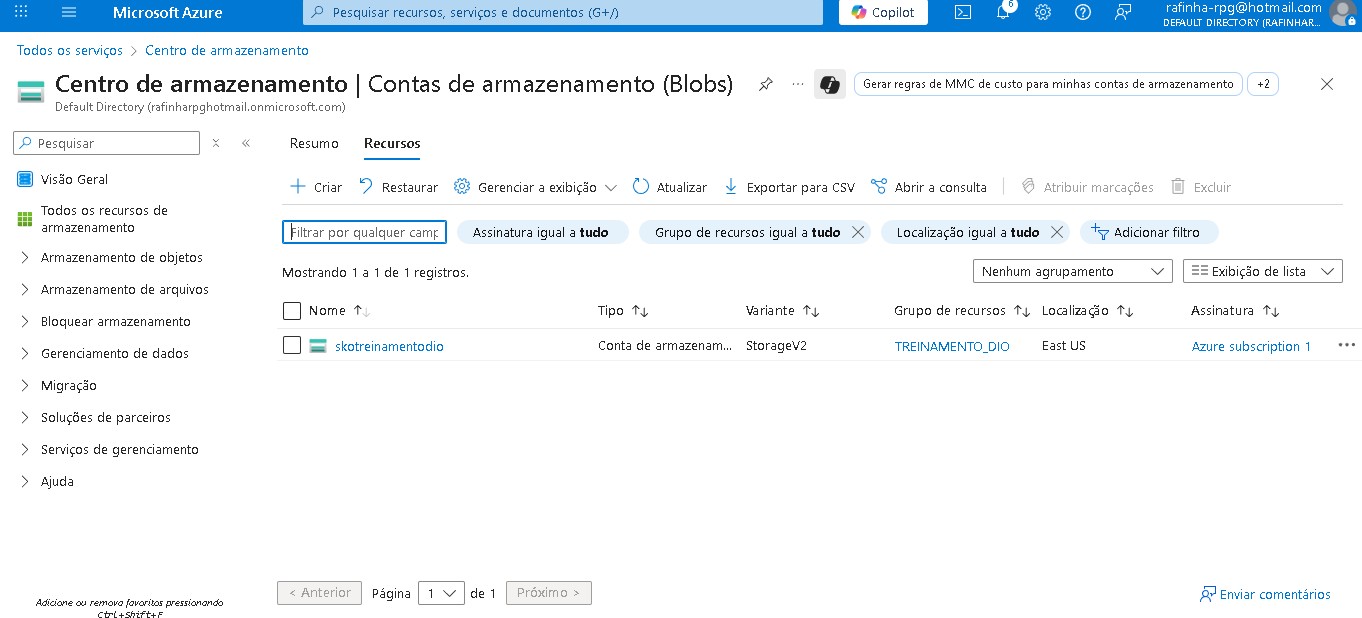 Microsoft Azure
Pesquisar recursos, serviços e documentos (G+/)
Copilot
6
rafinha-rpg@hotmail.com
DEFAULT DIRECTORY (RAFINHAR...
Todos os serviços > Centro de armazenamento
Centro de armazenamento | Contas de armazenamento (Blobs)
...
Gerar regras de MMC de custo para minhas contas de armazenamento
+2
Default Directory (rafinharpghotmail.onmicrosoft.com)
Pesquisar
Visão Geral
Todos os recursos de
armazenamento
Armazenamento de objetos
Armazenamento de arquivos
Bloquear armazenamento
Gerenciamento de dados
Migração
Soluções de parceiros
Serviços de gerenciamento
Ajuda
Adicione ou remova favoritos pressionando
Ctrl+Shift+F
Resumo Recursos
Criar Restaurar Gerenciar a exibição Atualizar Exportar para CSV Abrir a consulta Atribuir marcações Excluir
Filtrar por qualquer camp
Assinatura igual a tudo
Grupo de recursos igual a tudo
Localização igual a tudo
Adicionar filtro
Mostrando 1 a 1 de 1 registros.
Nenhum agrupamento
Exibição de lista
Nome Tipo Variante Grupo de recursos Localização Assinatura
skotreinamentodio Conta de armazenam... StorageV2 TREINAMENTO_DIO East US Azure subscription 1
< Anterior Página 1 de 1 Próximo >
Enviar comentários